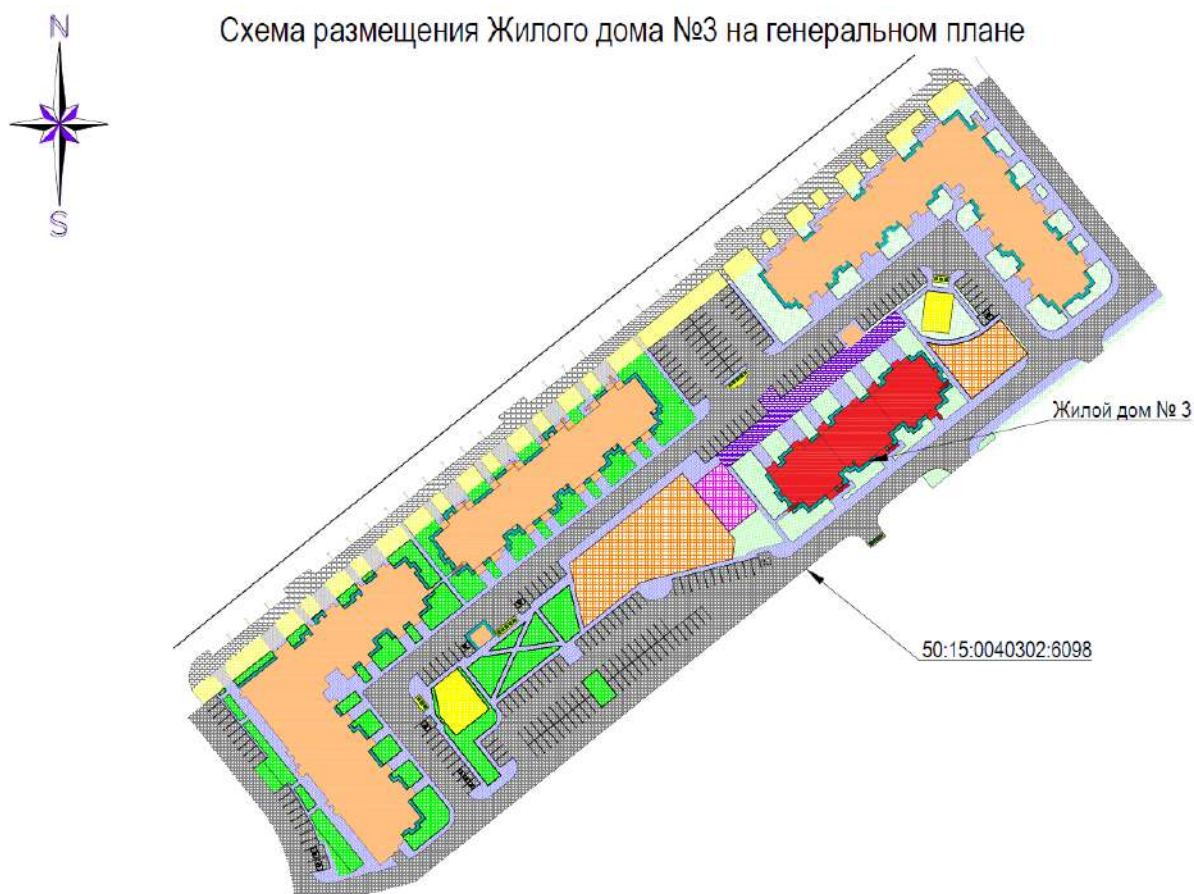 N
Схема размещения Жилого дома №3 на генеральном плане
S
Жилой дом № 3
50:15:0040302:6098